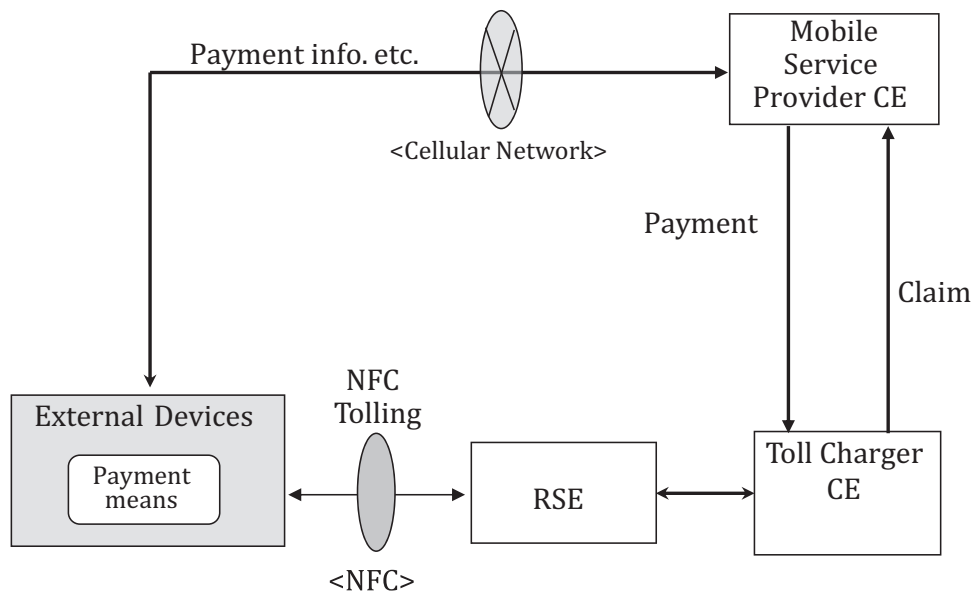 Payment info. etc.
Mobile
Service
Provider CE
<Cellular Network>
Payment
Claim
External Devices
Payment
means
NFC
Tolling
<NFC>
RSE
Toll Charger
CE